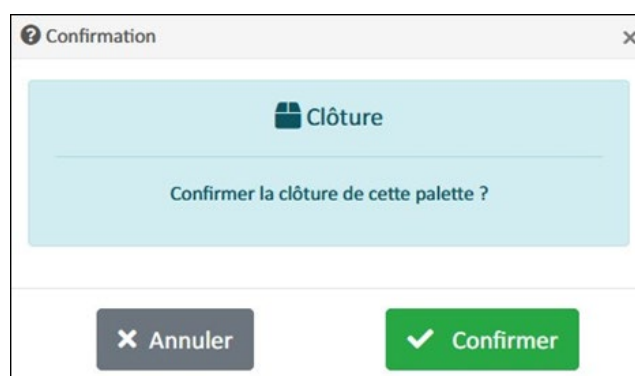 Confirmation
Clôture
Confirmer la clôture de cette palette ?
Annuler
Confirmer